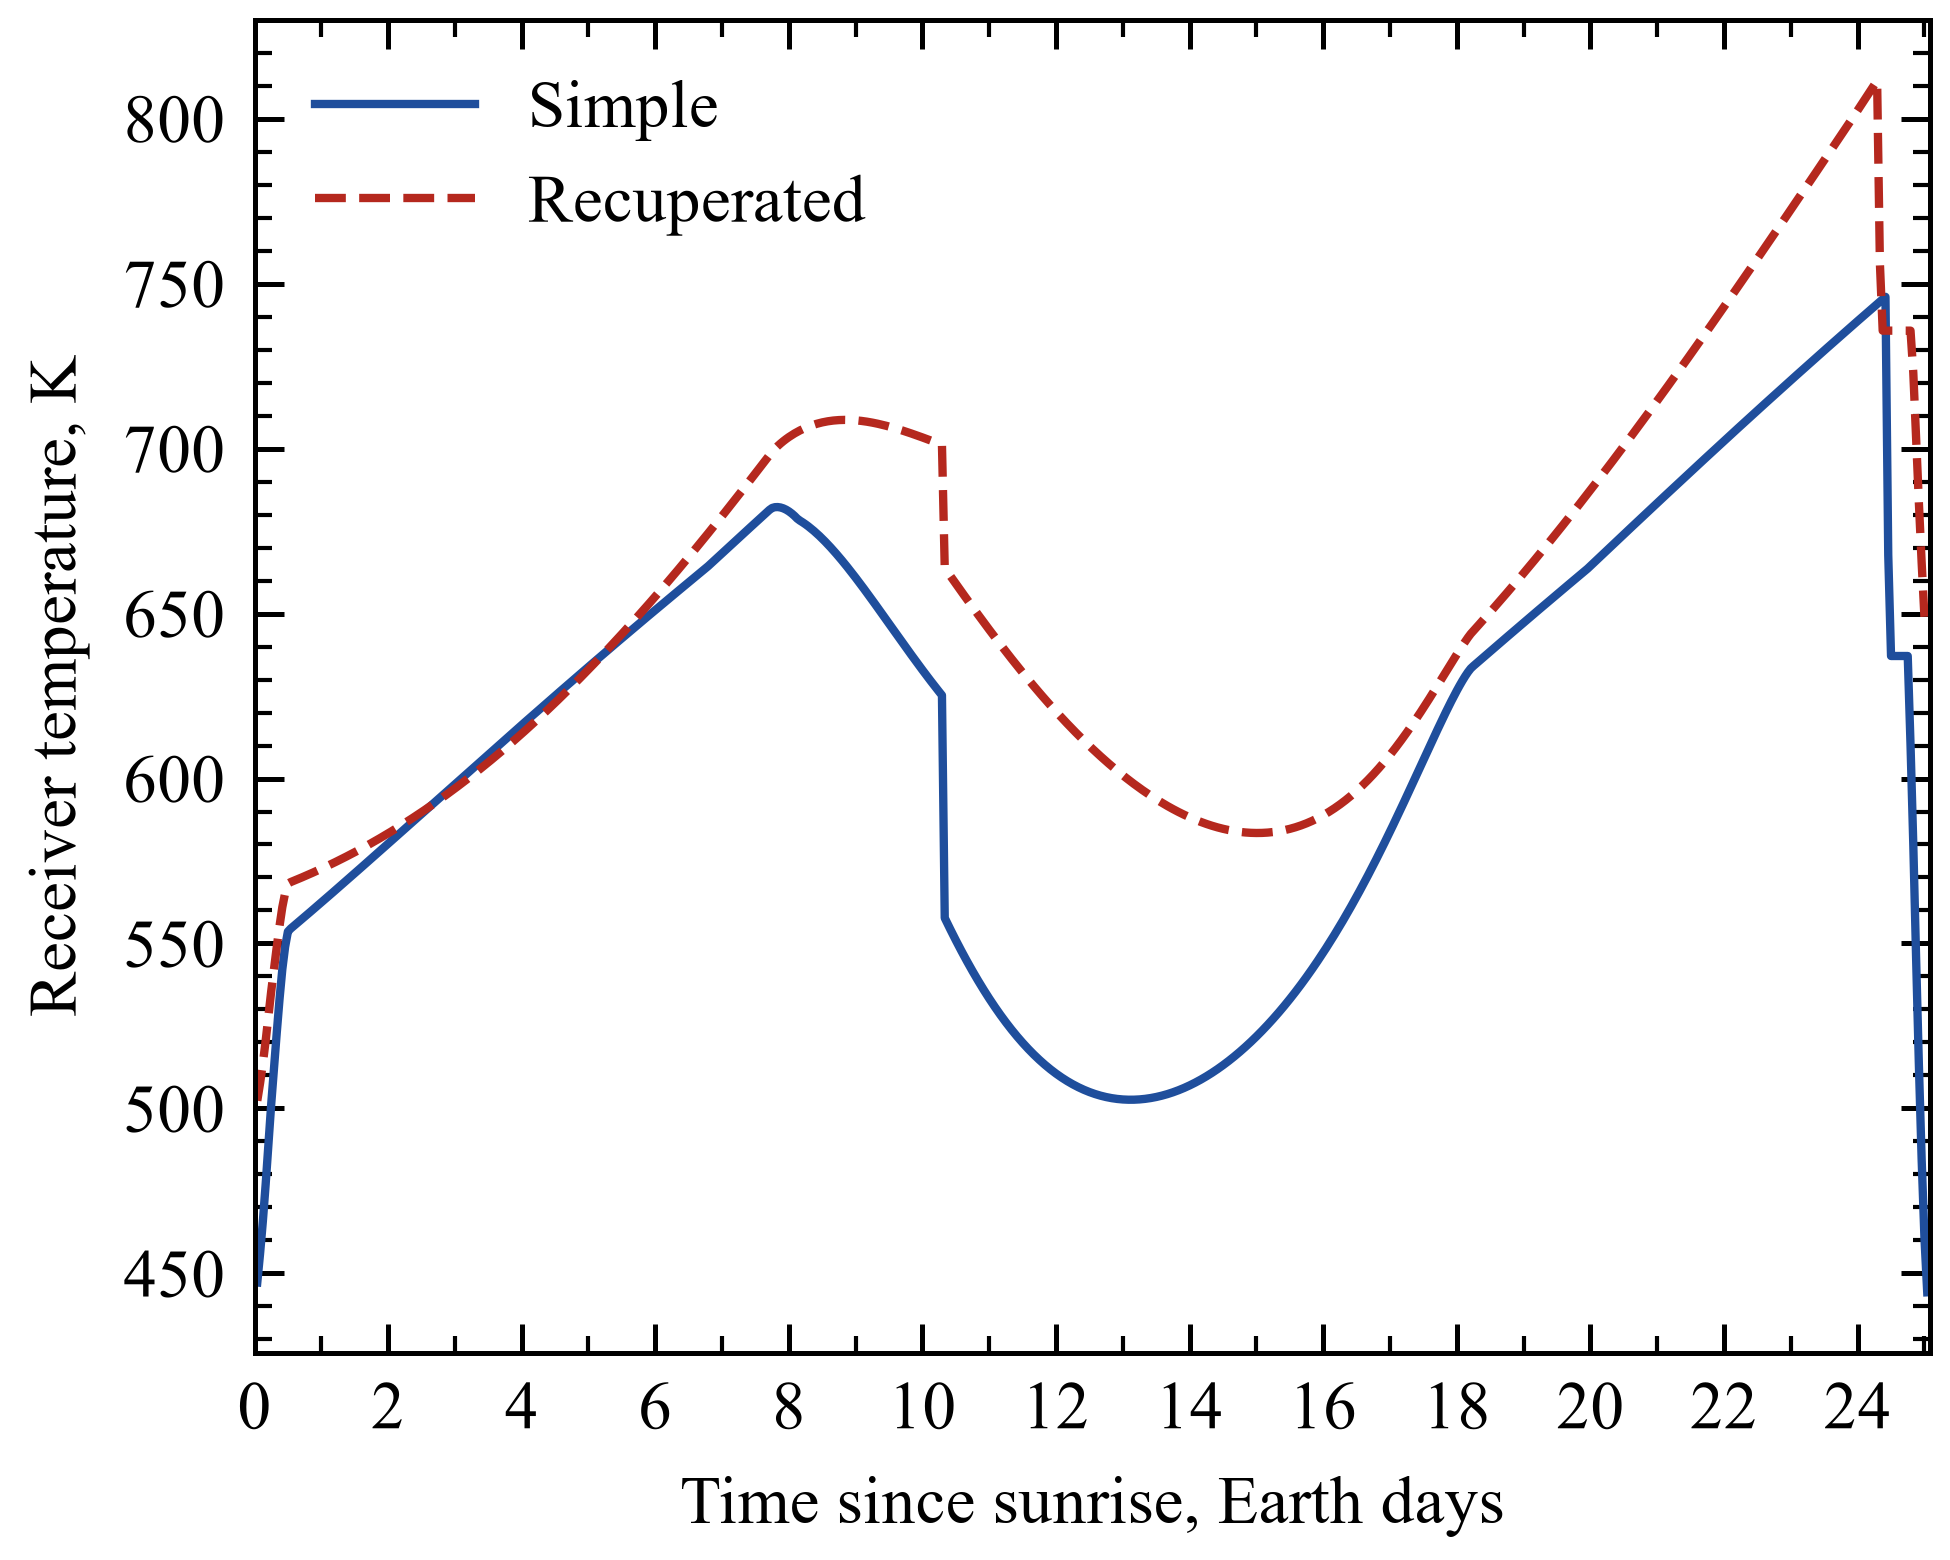 Simple
Recuperated
800
750
700
650
600
550
500
450
Receiver temperature, K
0 2 4 6 8 10 12 14 16 18 20 22 24
Time since sunrise, Earth days